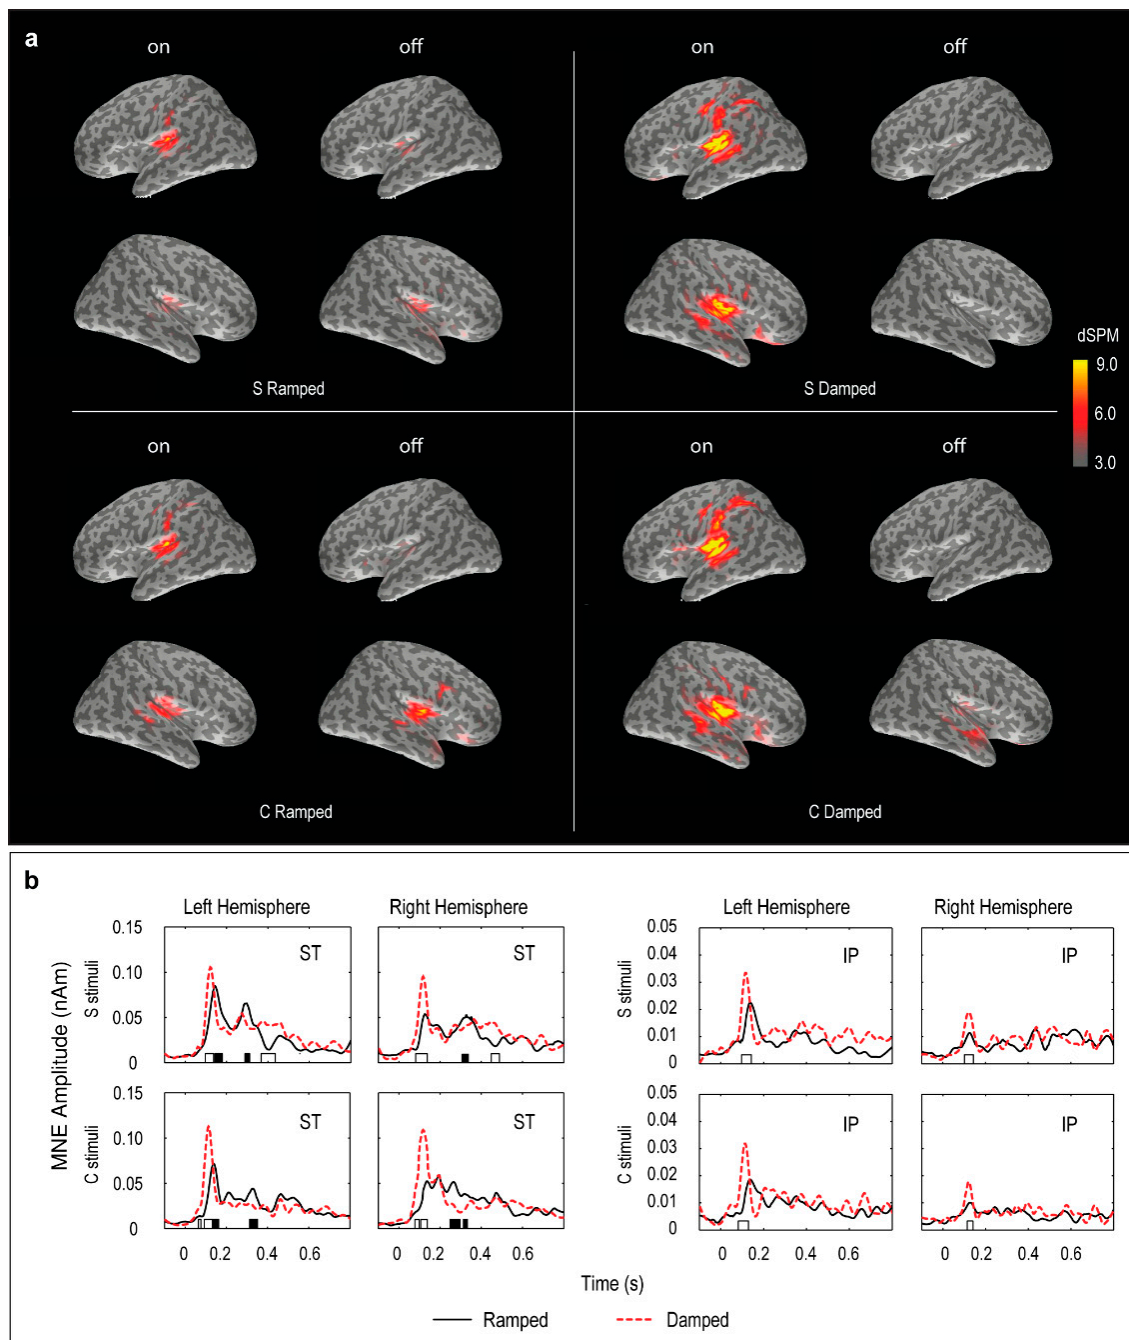 a
on off on off
dSPM
9.0
6.0
3.0
S Ramped S Damped
on off on off
C Ramped C Damped
b
Left Hemisphere Right Hemisphere Left Hemisphere Right Hemisphere
MNE Amplitude (nAm)
S stimuli
0.15
0.10
0.05
0
ST
ST
S stimuli
0.05
0.04
0.03
0.02
0.01
0
IP
IP
C stimuli
0.15
0.10
0.05
0
ST
ST
C stimuli
0.05
0.04
0.03
0.02
0.01
0
IP
IP
0 0.2 0.4 0.6 0 0.2 0.4 0.6 0 0.2 0.4 0.6 0 0.2 0.4 0.6
Time (s)
Ramped Damped